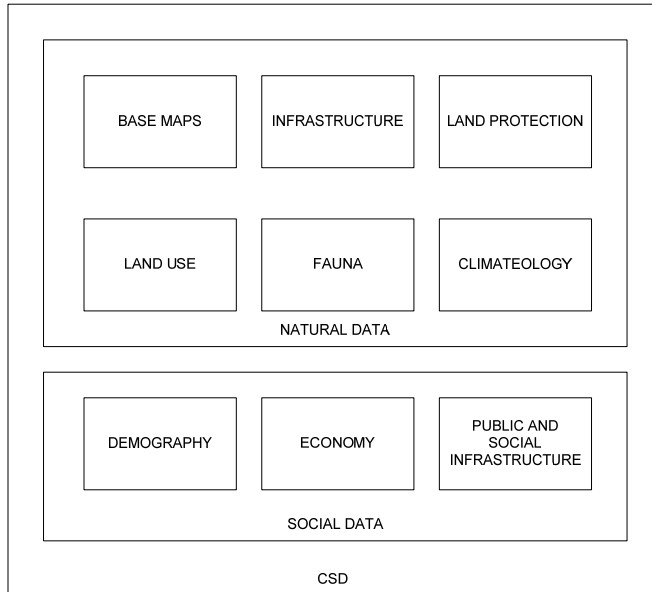 BASE MAPS
INFRASTRUCTURE
LAND PROTECTION
LAND USE
FAUNA
CLIMATEOLOGY
NATURAL DATA
DEMOGRAPHY
ECONOMY
PUBLIC AND
SOCIAL
INFRASTRUCTURE
SOCIAL DATA
CSD